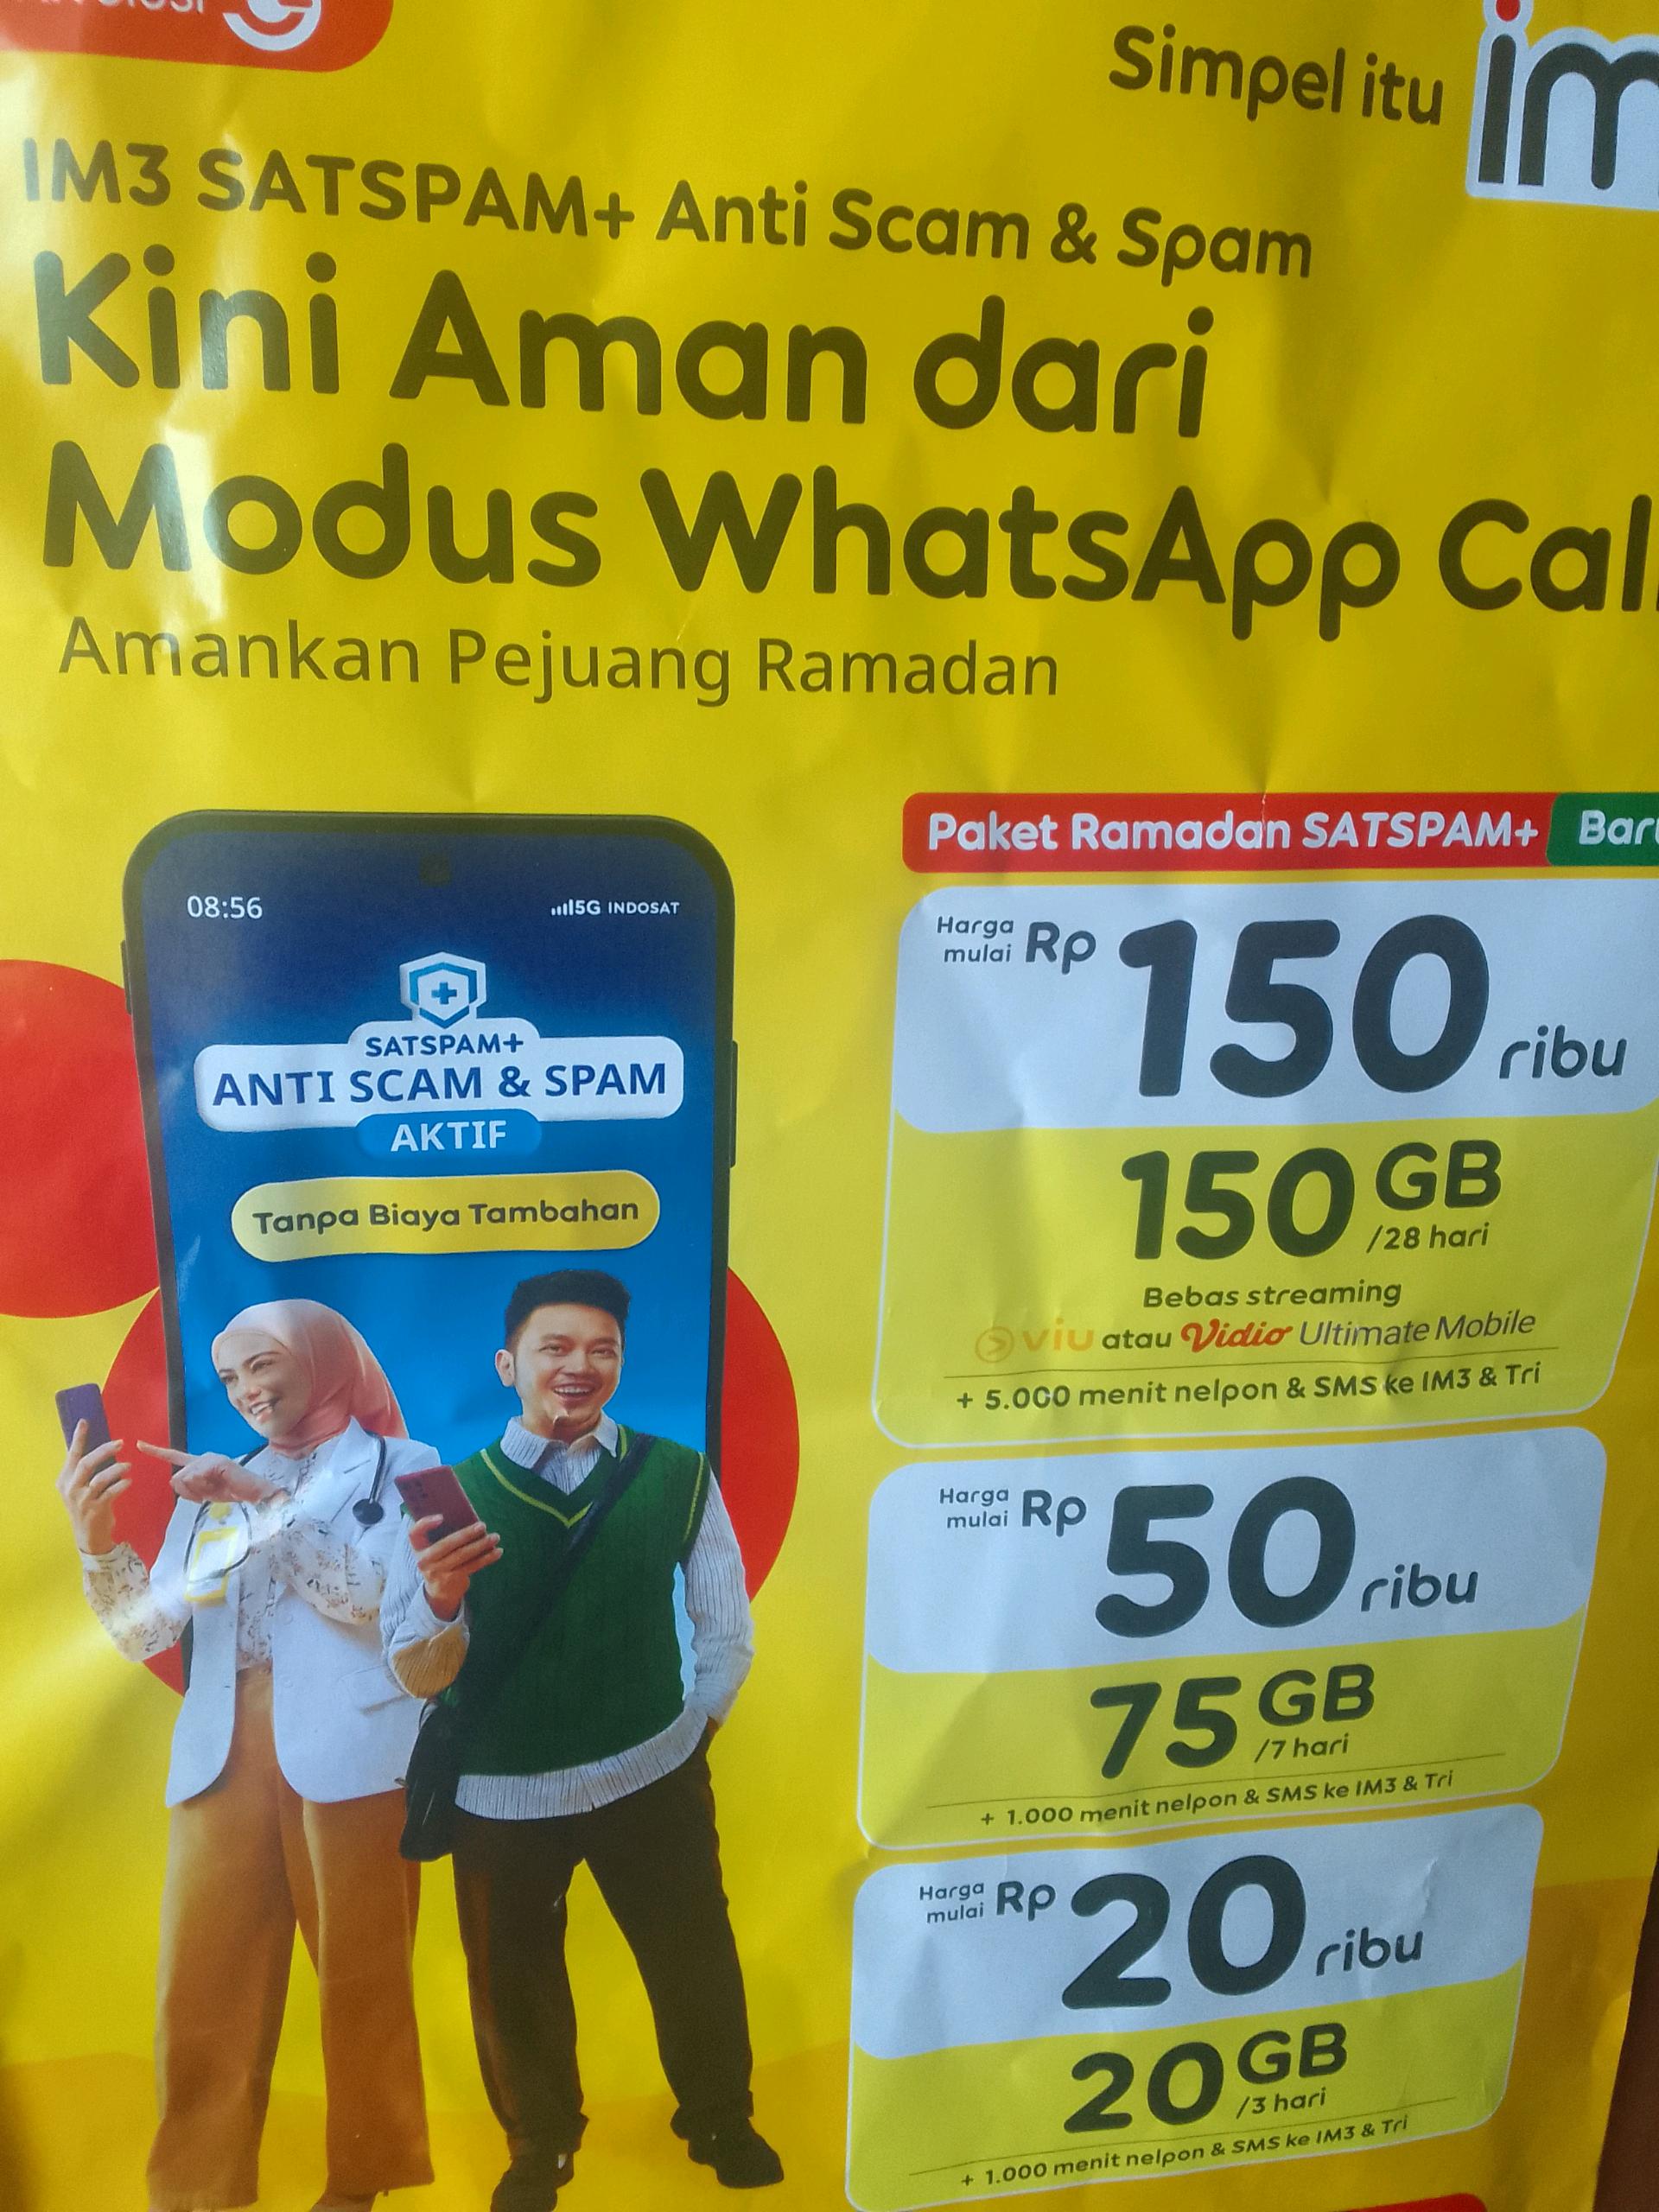 Simpel itu im
IM3 SATSPAM+ Anti Scam & Spam
Kini Aman dari
Modus WhatsApp Cal
Amankan Pejuang Ramadan
08:56
5G INDOSAT
SATSPAM+
ANTI SCAM & SPAM
AKTIF
Tanpa Biaya Tambahan
Paket Ramadan SATSPAM+ Baru
Harga mulai Rp 150 ribu
150 GB
/28 hari
Bebas streaming
viu atau Vidio Ultimate Mobile
+ 5.000 menit nelpon & SMS ke IM3 & Tri
Harga mulai Rp 50 ribu
75 GB
/7 hari
+ 1.000 menit nelpon & SMS ke IM3 & Tri
Harga mulai Rp 20 ribu
20 GB
/3 hari
+ 1.000 menit nelpon & SMS ke IM3 & Tri